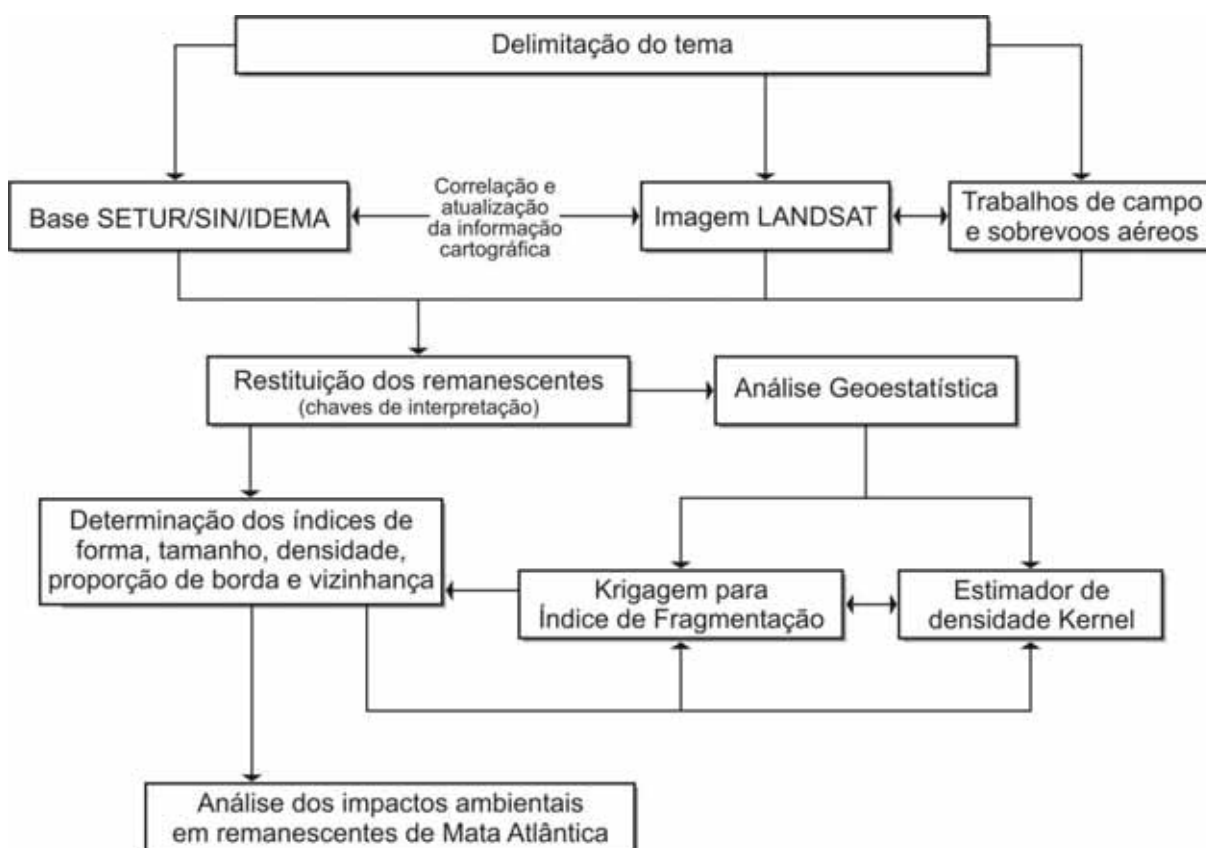 Delimitação do tema
Base SETUR/SIN/IDEMA
Correlação e
atualização
da informação
cartográfica
Imagem LANDSAT
Trabalhos de campo
e sobrevoos aéreos
Restituição dos remanescentes
(chaves de interpretação)
Análise Geoestatística
Determinação dos índices de
forma, tamanho, densidade,
proporção de borda e vizinhança
Krigagem para
Índice de Fragmentação
Estimador de
densidade Kernel
Análise dos impactos ambientais
em remanescentes de Mata Atlântica